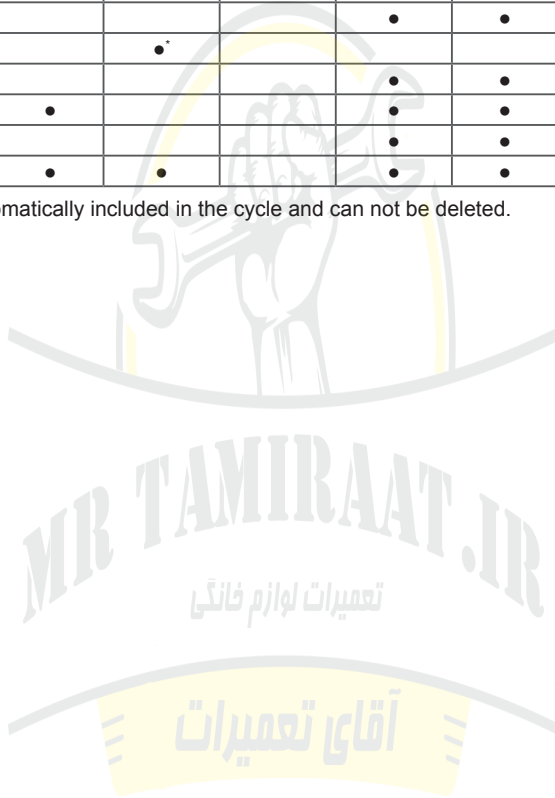 ●	●
●*
●	●
●	●	●
●	●
●	●	●	●
omatically included in the cycle and can not be deleted.
MR TAMIRAAT.IR
تعمیرات لوازم خانگی
آقای تعمیرات